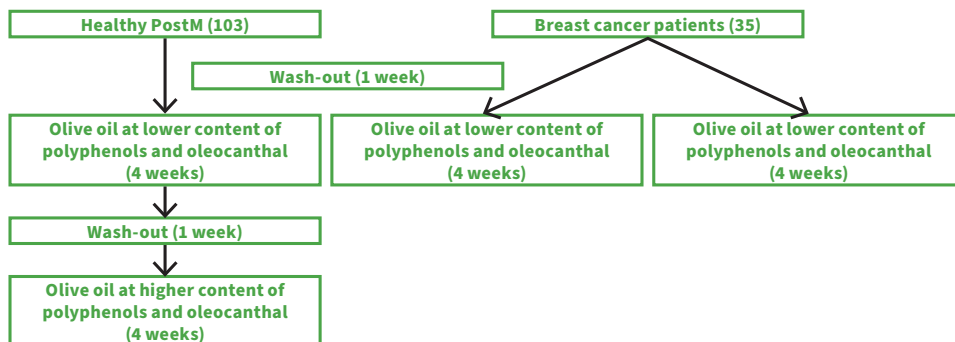 Healthy PostM (103)
Breast cancer patients (35)
Wash-out (1 week)
Olive oil at lower content of
polyphenols and oleocanthal
(4 weeks)
Olive oil at lower content of
polyphenols and oleocanthal
(4 weeks)
Olive oil at lower content of
polyphenols and oleocanthal
(4 weeks)
Wash-out (1 week)
Olive oil at higher content of
polyphenols and oleocanthal
(4 weeks)